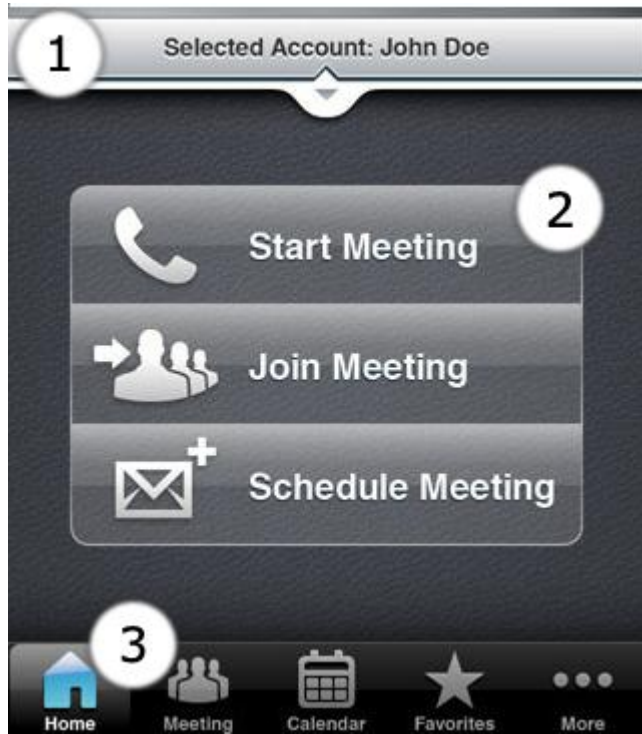 1
Selected Account: John Doe
2
Start Meeting
Join Meeting
Schedule Meeting
3
Home Meeting Calendar Favorites More